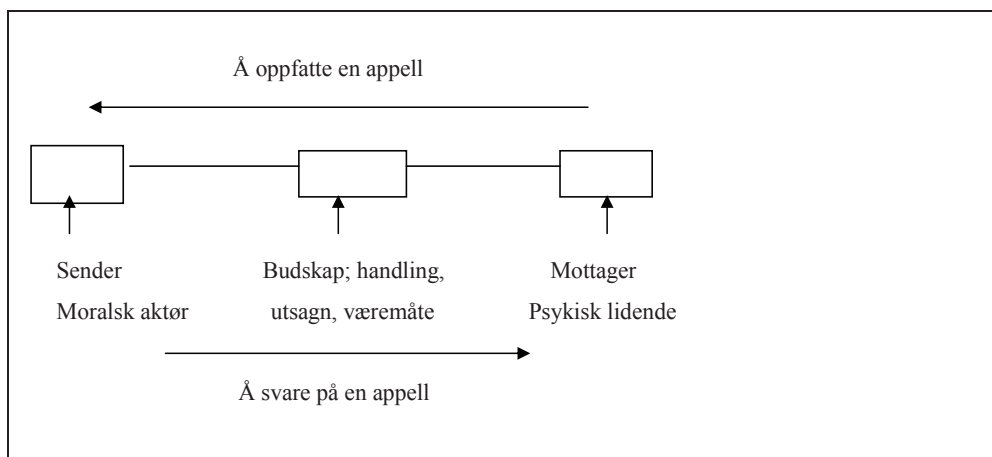 Å oppfatte en appell
Sender
Moralsk aktør
Budskap; handling,
utsagn, væremåte
Mottager
Psykisk lidende
Å svare på en appell